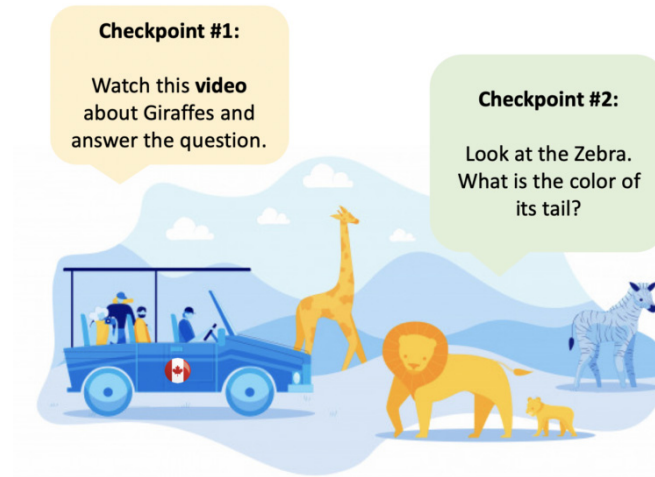 Checkpoint #1:
Watch this video
about Giraffes and
answer the question.
Checkpoint #2:
Look at the Zebra.
What is the color of
its tail?